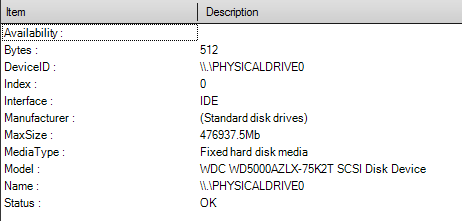 Item Description
Availability :
Bytes : 512
DeviceID : \\.\PHYSICALDRIVE0
Index : 0
Interface : IDE
Manufacturer : (Standard disk drives)
MaxSize : 476937.5Mb
MediaType : Fixed hard disk media
Model : WDC WD5000AZLX-75K2T SCSI Disk Device
Name : \\.\PHYSICALDRIVE0
Status : OK